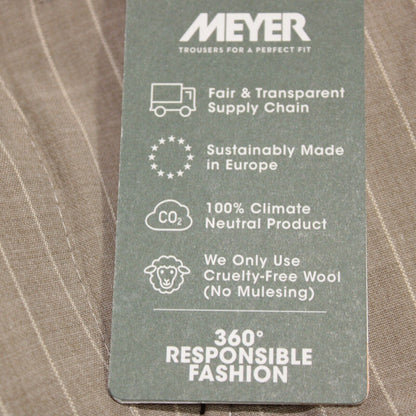 MEYER
TROUSERS FOR A PERFECT FIT
Fair & Transparent
Supply Chain
Sustainably Made
in Europe
CO₂
100% Climate
Neutral Product
We Only Use
Cruelty-Free Wool
(No Mulesing)
360°
RESPONSIBLE
FASHION